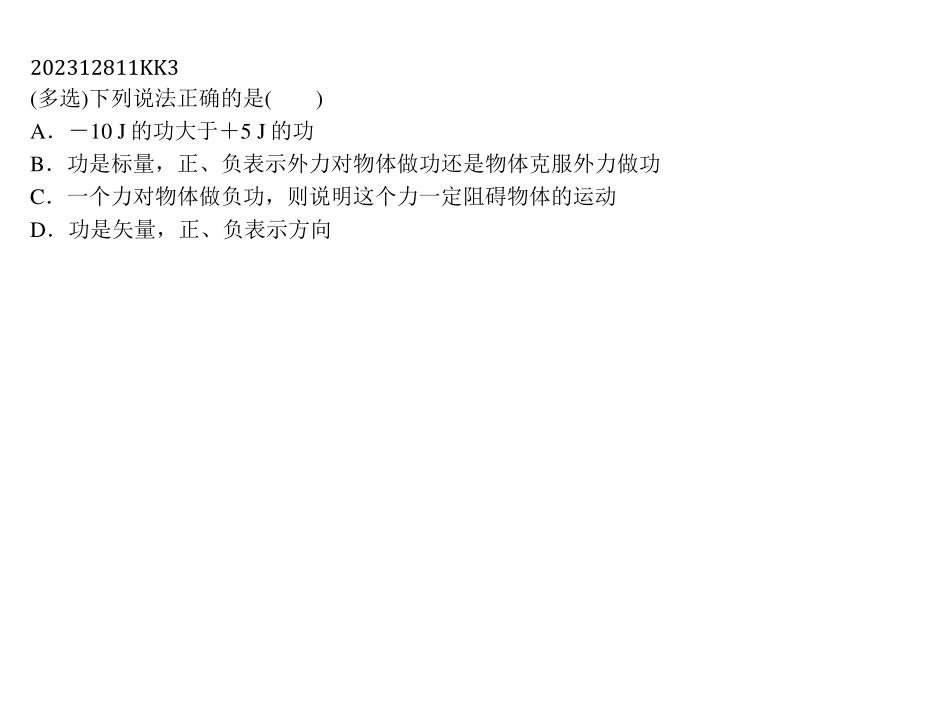 202312811KK3
(多选)下列说法正确的是(　　)
A．－10 J 的功大于＋5 J 的功
B．功是标量，正、负表示外力对物体做功还是物体克服外力做功
C．一个力对物体做负功，则说明这个力一定阻碍物体的运动
D．功是矢量，正、负表示方向